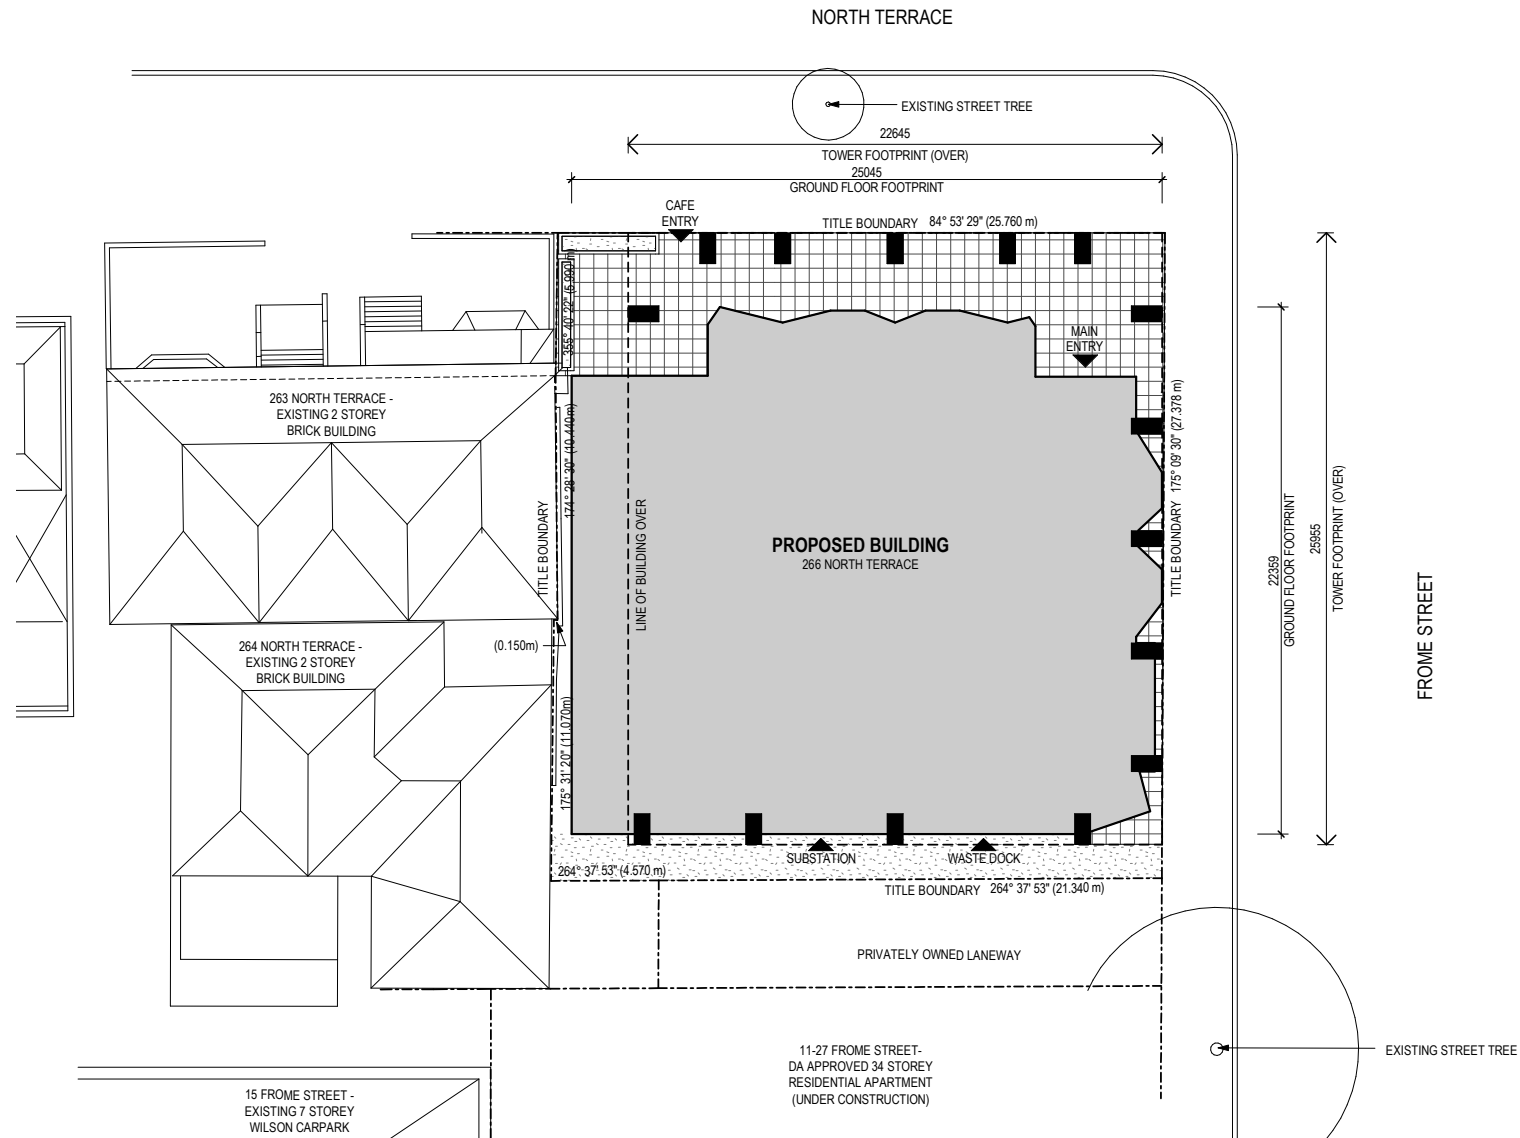 NORTH TERRACE
EXISTING STREET TREE
22645
TOWER FOOTPRINT (OVER)
25045
GROUND FLOOR FOOTPRINT
CAFE
ENTRY
TITLE BOUNDARY 84° 53' 29" (25.760 m)
355° 40' 22" (5.990 m)
MAIN
ENTRY
263 NORTH TERRACE -
EXISTING 2 STOREY
BRICK BUILDING
174° 28' 30" (10.440m)
TITLE BOUNDARY
LINE OF BUILDING OVER
PROPOSED BUILDING
266 NORTH TERRACE
TITLE BOUNDARY 175° 09' 30" (27.378 m)
22359
GROUND FLOOR FOOTPRINT
25955
TOWER FOOTPRINT (OVER)
FROME STREET
264 NORTH TERRACE -
EXISTING 2 STOREY
BRICK BUILDING
(0.150m)
175° 31' 20" (11.070m)
SUBSTATION
WASTE DOCK
264° 37' 53" (4.570 m)
TITLE BOUNDARY 264° 37' 53" (21.340 m)
PRIVATELY OWNED LANEWAY
11-27 FROME STREET-
DA APPROVED 34 STOREY
RESIDENTIAL APARTMENT
(UNDER CONSTRUCTION)
EXISTING STREET TREE
15 FROME STREET -
EXISTING 7 STOREY
WILSON CARPARK